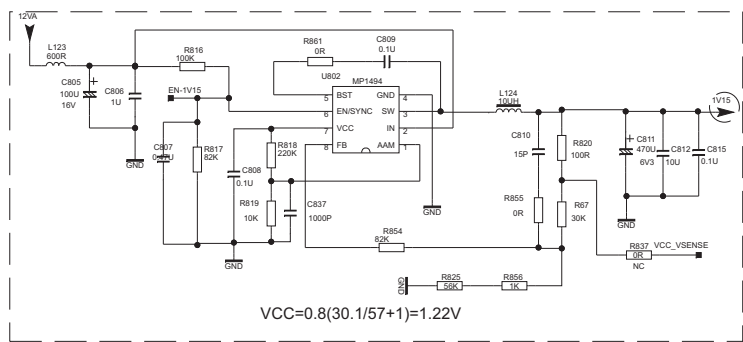 12VA
L123
600R
C805
100U
16V
C806
1U
R816
100K
EN-1V15
C807
0.47U
R817
82K
GND
R861
0R
C809
0.1U
U802
MP1494
5 BST GND 4
6 EN/SYNC SW 3
7 VCC IN 2
8 FB AAM 1
R818
220K
C808
0.1U
R819
10K
C837
1000P
GND
GND
L124
10UH
1V15
C810
15P
R820
100R
C811
470U
6V3
C812
10U
C815
0.1U
GND
R855
0R
R67
30K
R854
82K
R837
0R
NC
VCC_VSENSE
GND
R825
56K
R856
1K
VCC=0.8(30.1/57+1)=1.22V